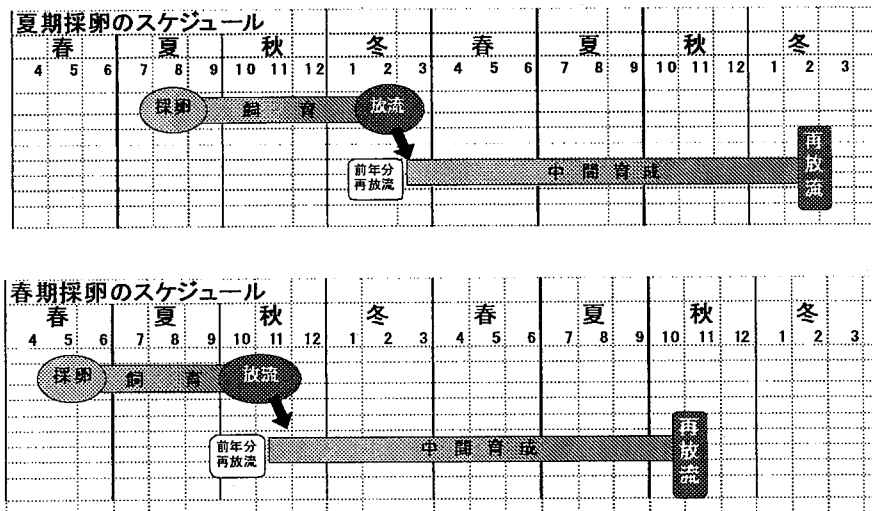 夏期採卵のスケジュール
春 夏 秋 冬 春 夏 秋 冬
4 5 6 7 8 9 10 11 12 1 2 3 4 5 6 7 8 9 10 11 12 1 2 3
採卵 飼育 放流
前年分
再放流
中間育成
再放流
春期採卵のスケジュール
春 夏 秋 冬 春 夏 秋 冬
4 5 6 7 8 9 10 11 12 1 2 3 4 5 6 7 8 9 10 11 12 1 2 3
採卵 飼育 放流
前年分
再放流
中間育成
再放流